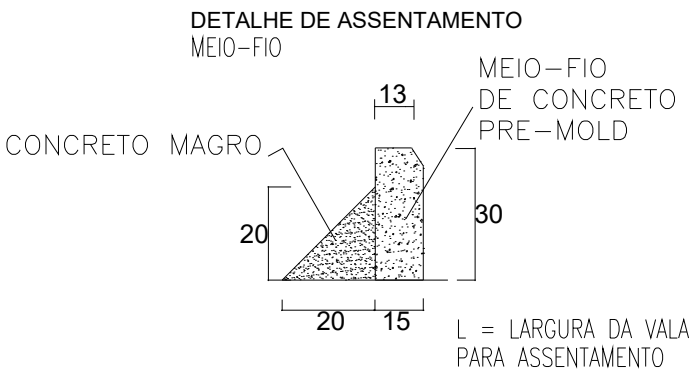 DETALHE DE ASSENTAMENTO
MEIO-FIO
MEIO-FIO
DE CONCRETO
PRE-MOLD
13
CONCRETO MAGRO
20
30
20
15
L = LARGURA DA VALA
PARA ASSENTAMENTO